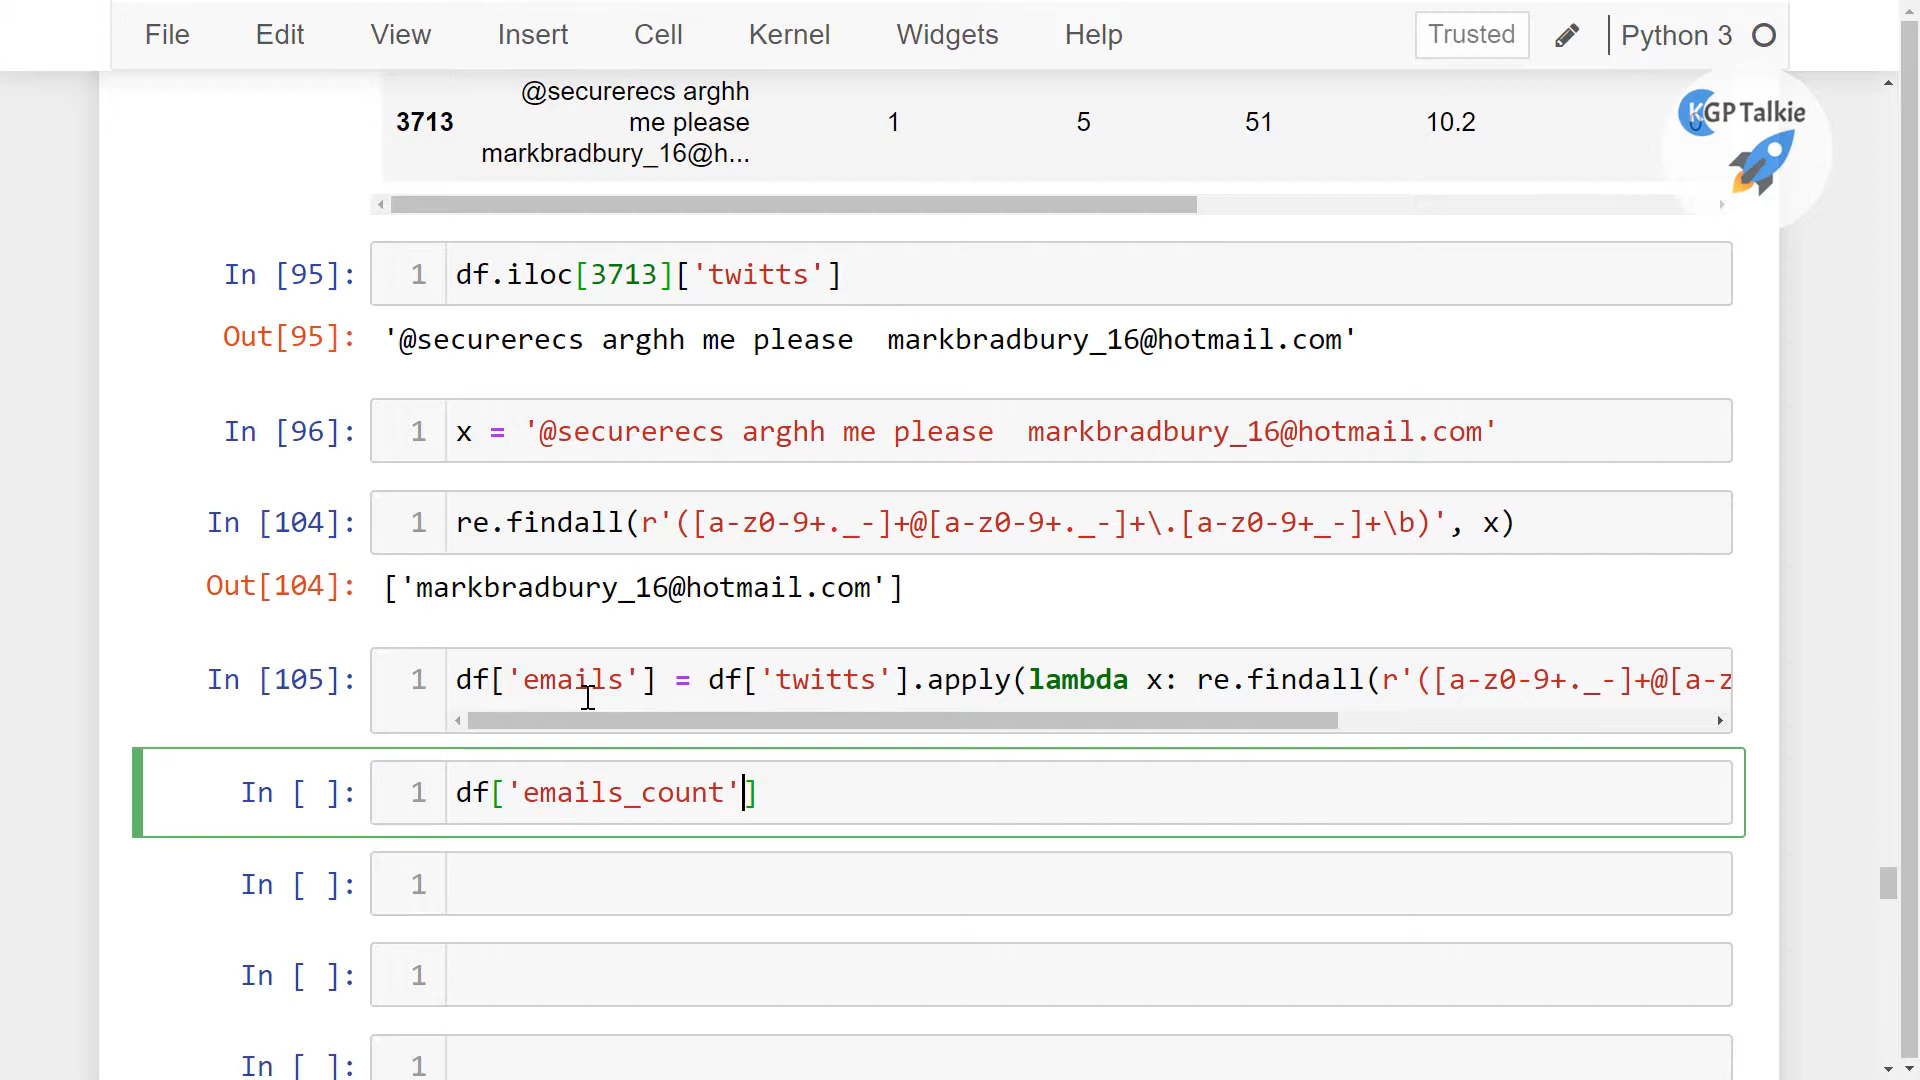 File Edit View Insert Cell Kernel Widgets Help Trusted Python 3
KGPTalkie
@securerecs arghh
3713 me please 1 5 51 10.2
markbradbury_16@h...
In [95]: 1 df.iloc[3713]['twitts']
Out[95]: '@securerecs arghh me please  markbradbury_16@hotmail.com'
In [96]: 1 x = '@securerecs arghh me please  markbradbury_16@hotmail.com'
In [104]: 1 re.findall(r'([a-z0-9+._-]+@[a-z0-9+._-]+\.[a-z0-9+_-]+\b)', x)
Out[104]: ['markbradbury_16@hotmail.com']
In [105]: 1 df['emails'] = df['twitts'].apply(lambda x: re.findall(r'([a-z0-9+._-]+@[a-z
In [ ]: 1 df['emails_count']
In [ ]: 1
In [ ]: 1
In [ ]: 1